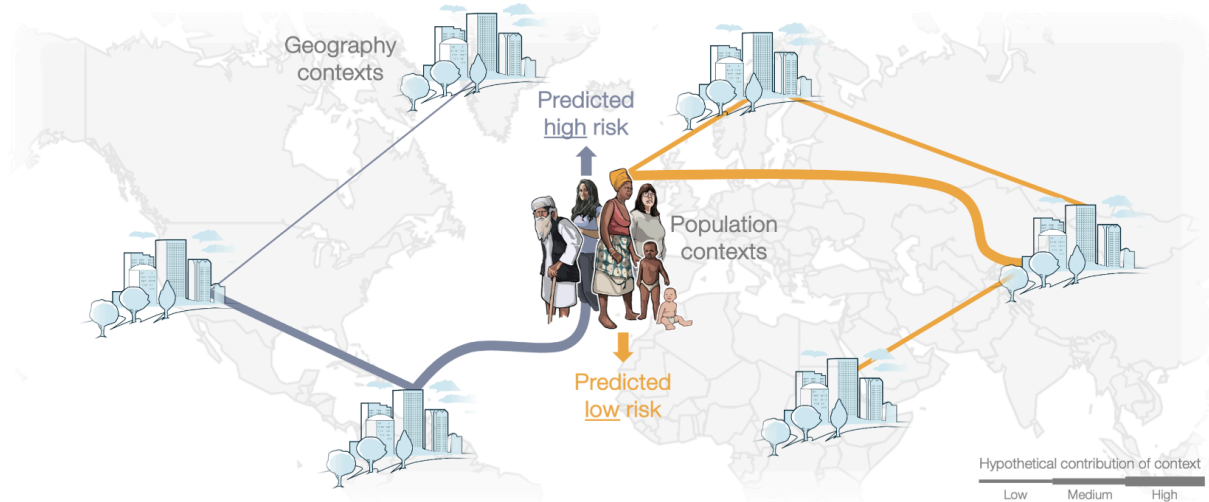 Geography
contexts
Predicted
high risk
Population
contexts
Predicted
low risk
Hypothetical contribution of context
Low Medium High